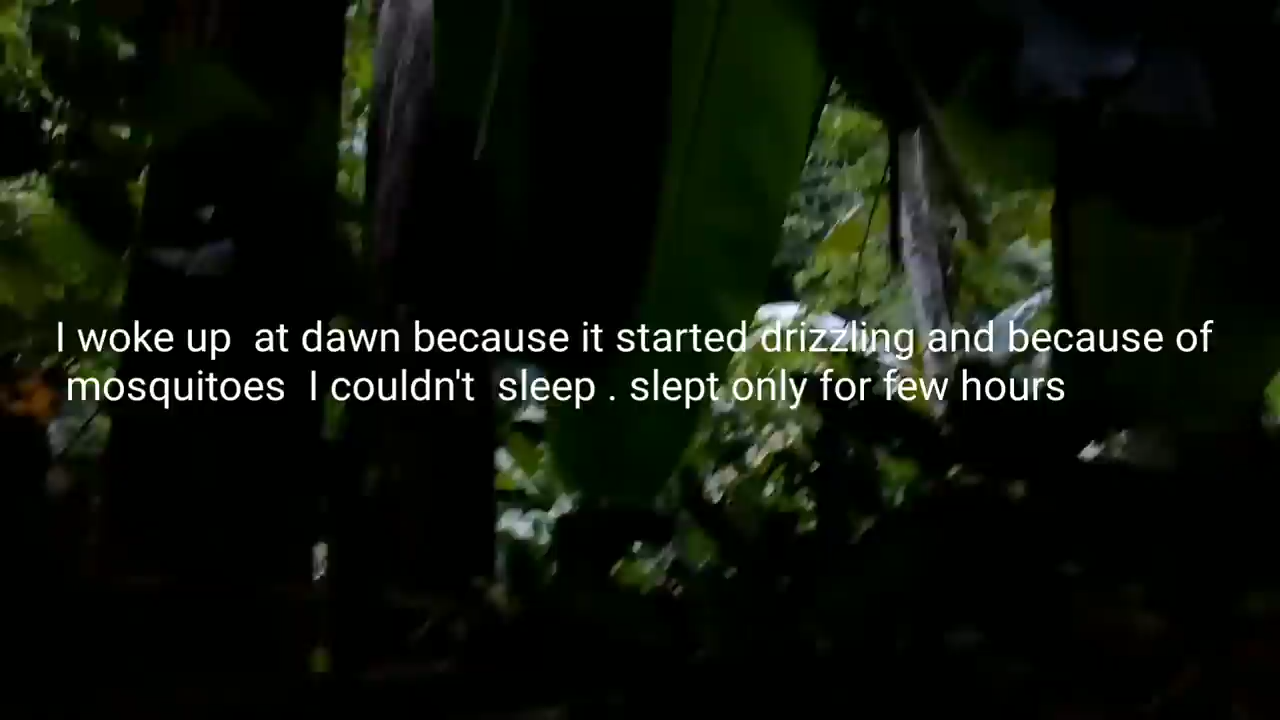 I woke up  at dawn because it started drizzling and because of
mosquitoes  I couldn't  sleep . slept only for few hours